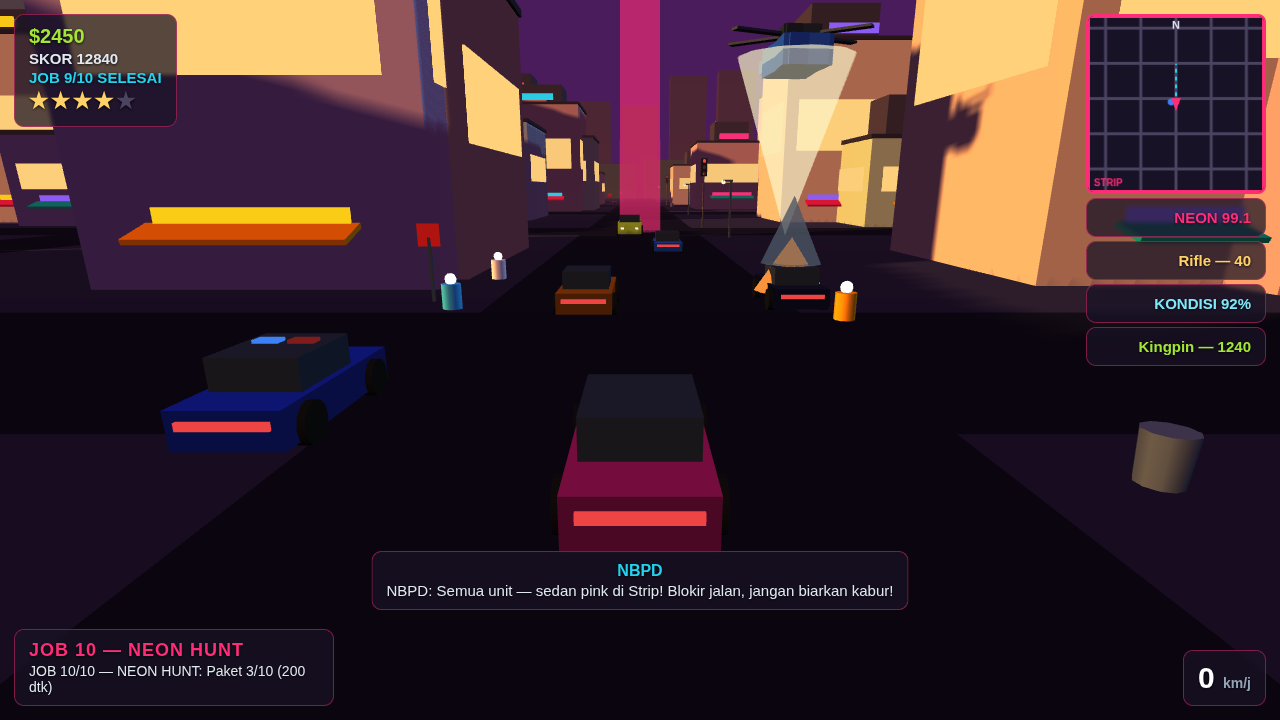 $2450
SKOR 12840
JOB 9/10 SELESAI
N
STRIP
NEON 99.1
Rifle — 40
KONDISI 92%
Kingpin — 1240
NBPD
NBPD: Semua unit — sedan pink di Strip! Blokir jalan, jangan biarkan kabur!
JOB 10 — NEON HUNT
JOB 10/10 — NEON HUNT: Paket 3/10 (200
dtk)
0 km/j